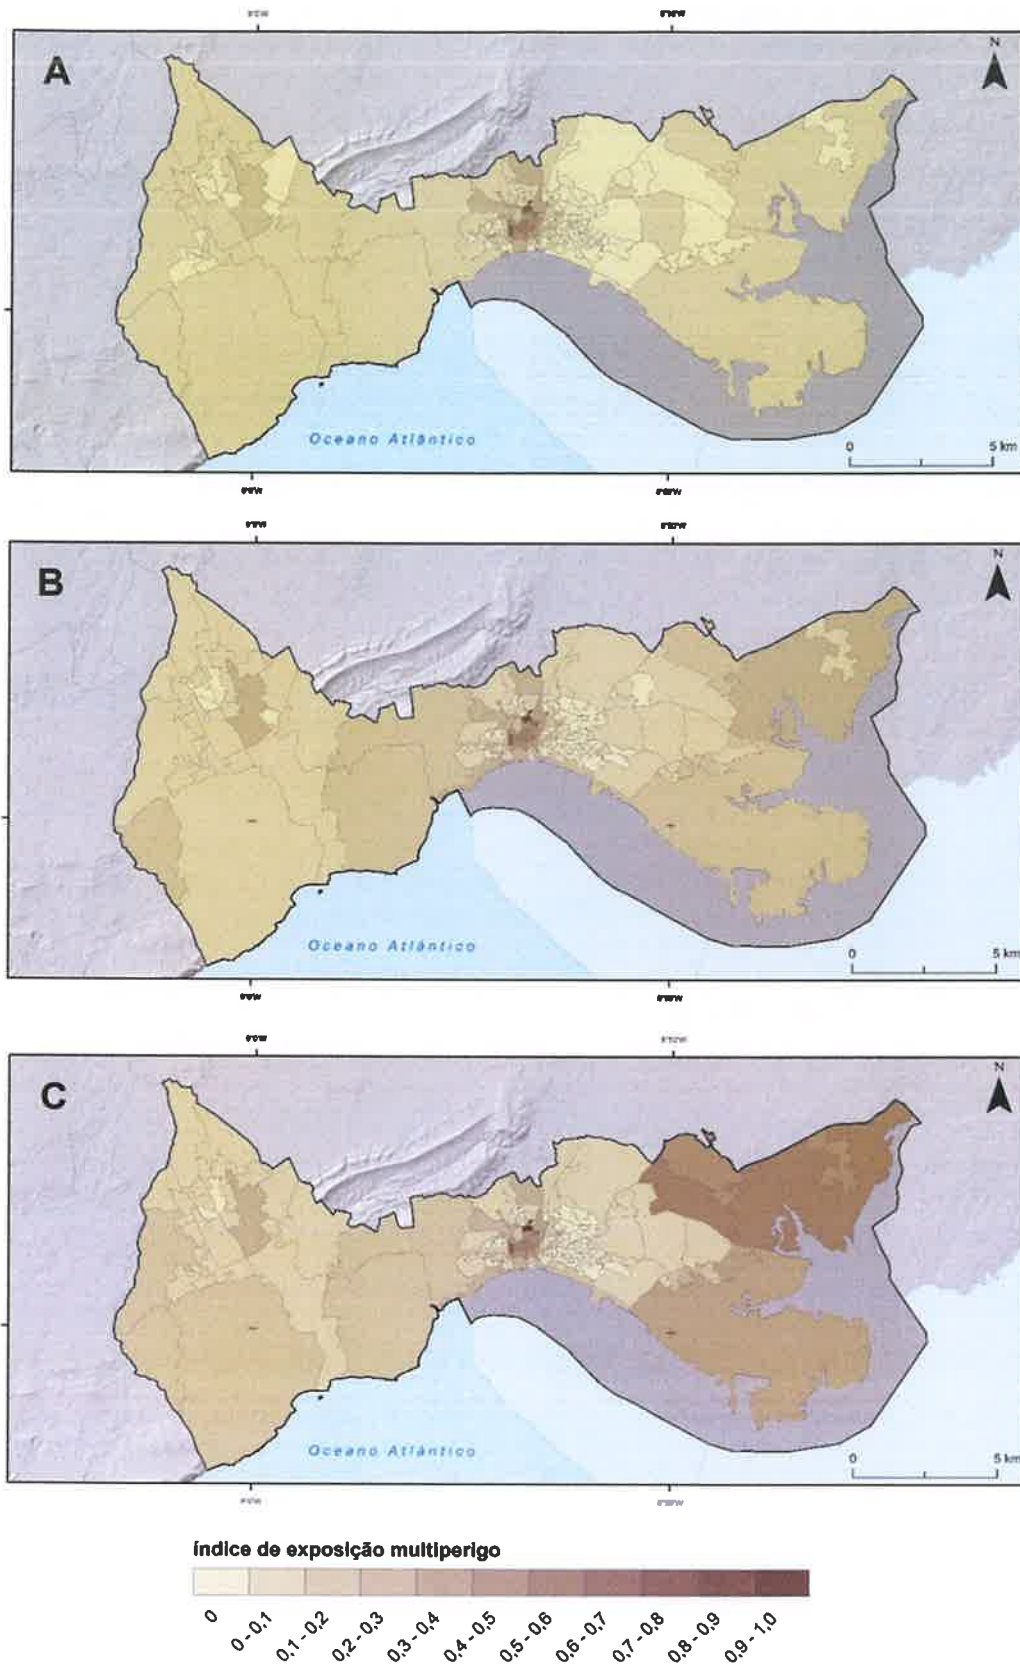 A
N
Oceano Atlântico
0 5 km
B
N
Oceano Atlântico
0 5 km
C
N
Oceano Atlântico
0 5 km
índice de exposição multiperigo
0
0 - 0,1
0,1 - 0,2
0,2 - 0,3
0,3 - 0,4
0,4 - 0,5
0,5 - 0,6
0,6 - 0,7
0,7 - 0,8
0,8 - 0,9
0,9 - 1,0